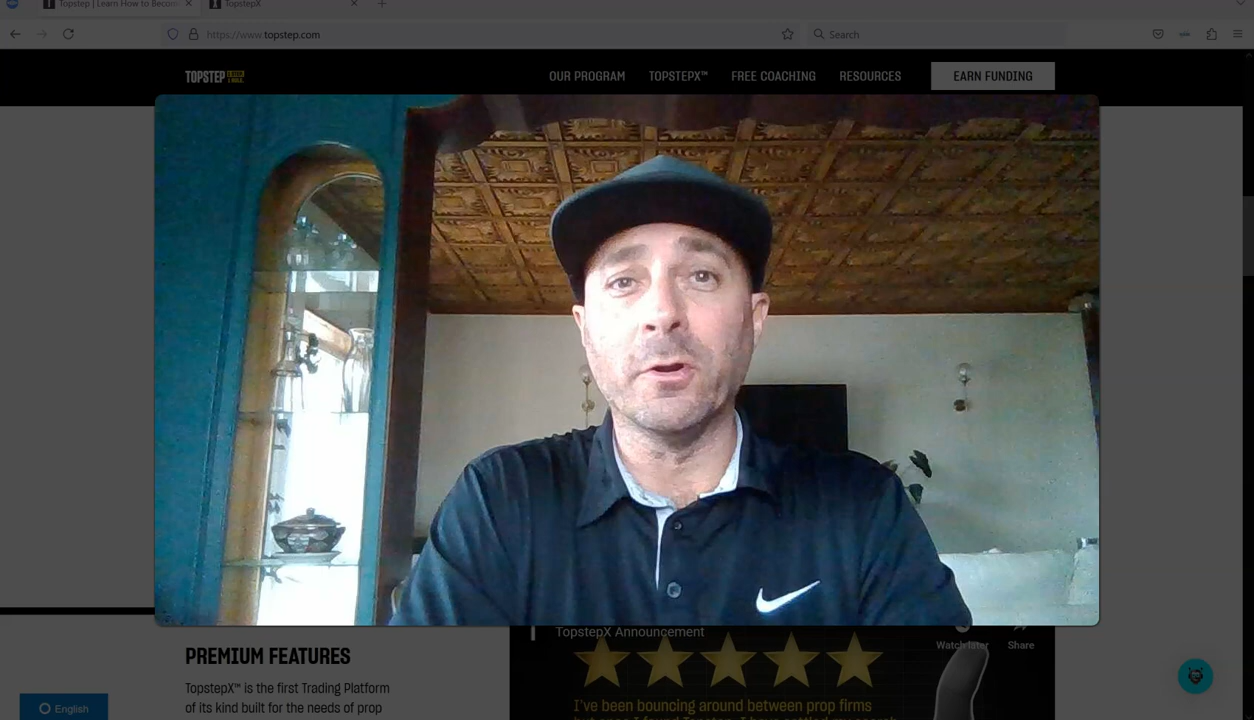 Topstep | Learn How to Becom
TopstepX
https://www.topstep.com
Search
TOPSTEP
OUR PROGRAM
TOPSTEPX™
FREE COACHING
RESOURCES
EARN FUNDING
TopstepX Announcement
Watch later
Share
PREMIUM FEATURES
TopstepX™ is the first Trading Platform
of its kind built for the needs of prop
I've been bouncing around between prop firms
English